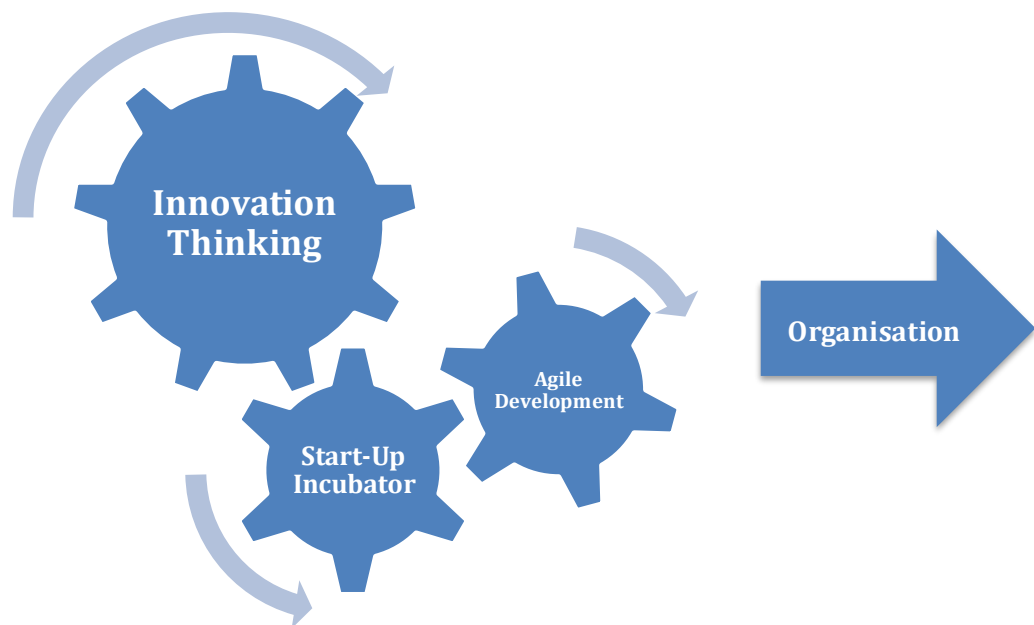 Innovation
Thinking
Agile
Development
Start-Up
Incubator
Organisation